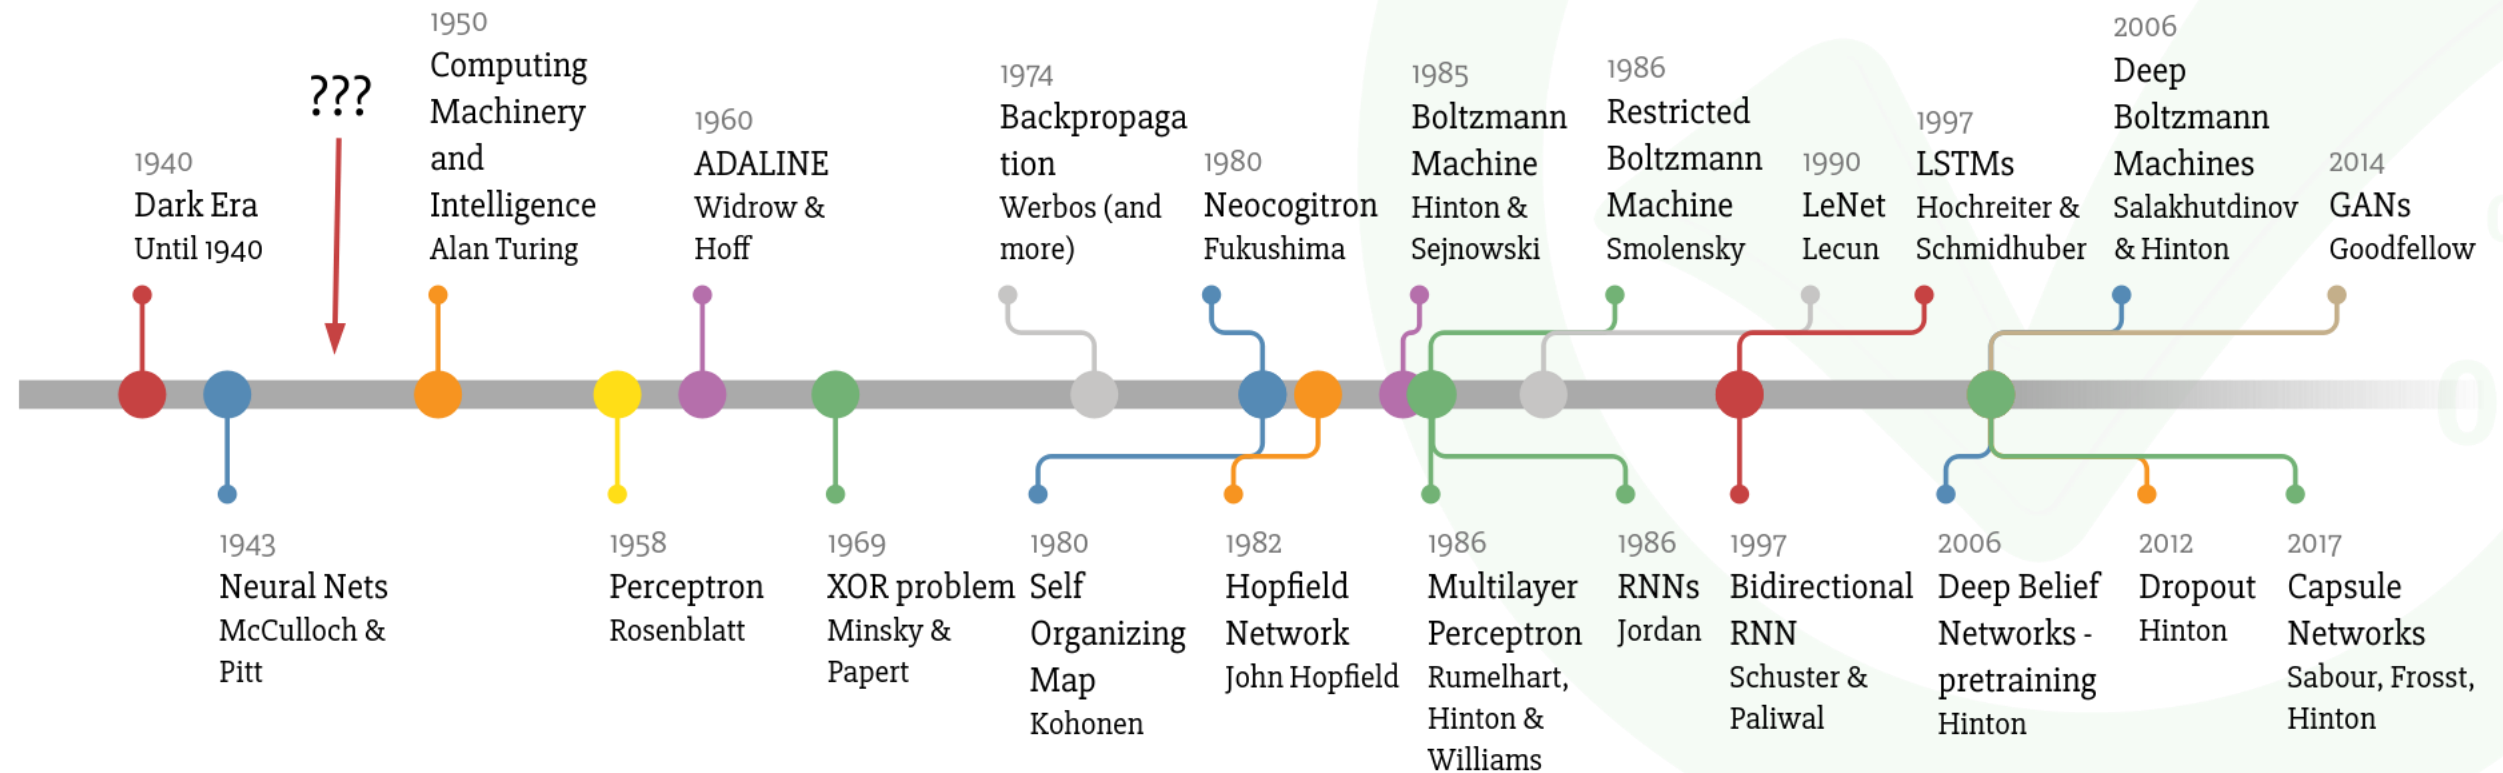 1940
Dark Era
Until 1940
???
1950
Computing
Machinery
and
Intelligence
Alan Turing
1960
ADALINE
Widrow &
Hoff
1974
Backpropaga
tion
Werbos (and
more)
1980
Neocogitron
Fukushima
1985
Boltzmann
Machine
Hinton &
Sejnowski
1986
Restricted
Boltzmann
Machine
Smolensky
1990
LeNet
Lecun
1997
LSTMs
Hochreiter &
Schmidhuber
2006
Deep
Boltzmann
Machines
Salakhutdinov
& Hinton
2014
GANs
Goodfellow
1943
Neural Nets
McCulloch &
Pitt
1958
Perceptron
Rosenblatt
1969
XOR problem
Minsky &
Papert
1980
Self
Organizing
Map
Kohonen
1982
Hopfield
Network
John Hopfield
1986
Multilayer
Perceptron
Rumelhart,
Hinton &
Williams
1986
RNNs
Jordan
1997
Bidirectional
RNN
Schuster &
Paliwal
2006
Deep Belief
Networks -
pretraining
Hinton
2012
Dropout
Hinton
2017
Capsule
Networks
Sabour, Frosst,
Hinton